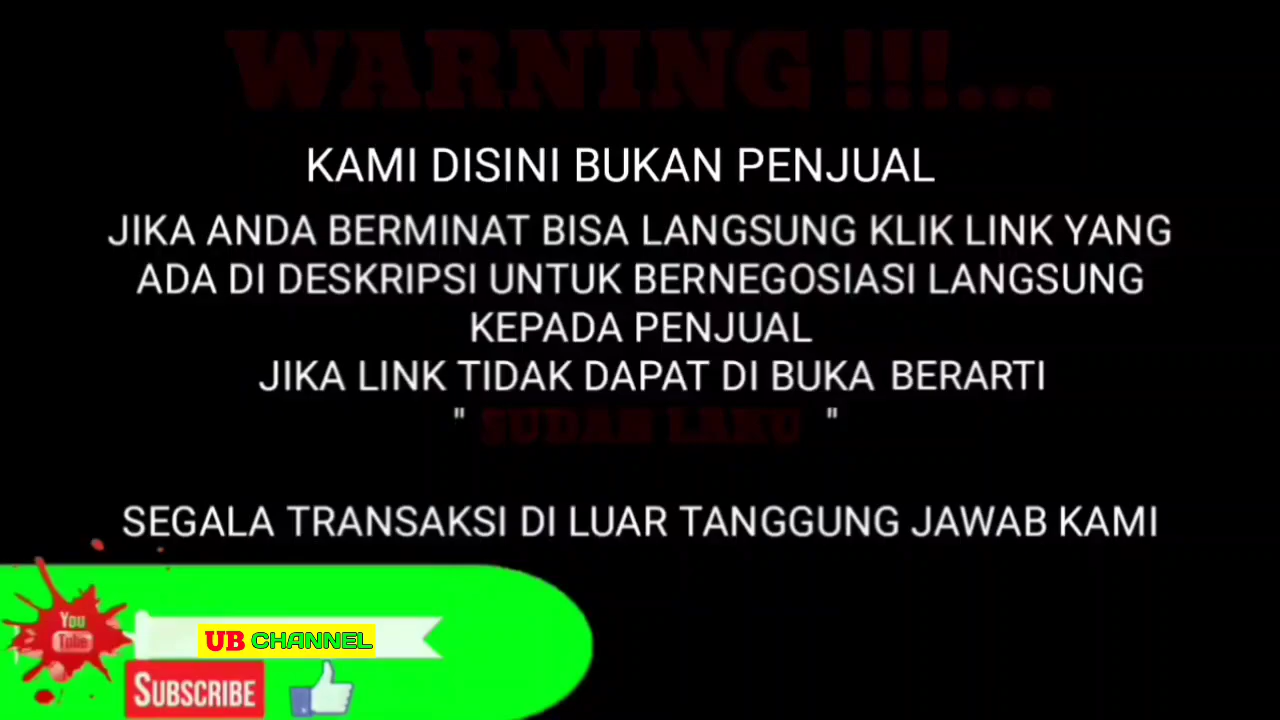 WARNING !!!...
KAMI DISINI BUKAN PENJUAL
JIKA ANDA BERMINAT BISA LANGSUNG KLIK LINK YANG
ADA DI DESKRIPSI UNTUK BERNEGOSIASI LANGSUNG
KEPADA PENJUAL
JIKA LINK TIDAK DAPAT DI BUKA BERARTI
" SUDAH LAKU "
SEGALA TRANSAKSI DI LUAR TANGGUNG JAWAB KAMI
You
Tube
UB CHANNEL
SUBSCRIBE